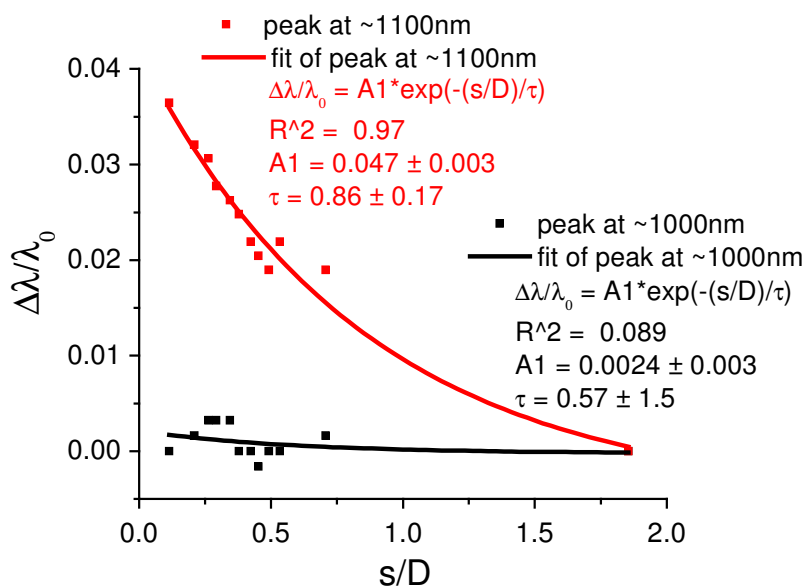 peak at ~1100nm
fit of peak at ~1100nm
Δλ/λ₀ = A1*exp(-(s/D)/τ)
R^2 = 0.97
A1 = 0.047 ± 0.003
τ = 0.86 ± 0.17
peak at ~1000nm
fit of peak at ~1000nm
Δλ/λ₀ = A1*exp(-(s/D)/τ)
R^2 = 0.089
A1 = 0.0024 ± 0.003
τ = 0.57 ± 1.5
0.04
0.03
0.02
0.01
0.00
Δλ/λ₀
0.0 0.5 1.0 1.5 2.0
s/D